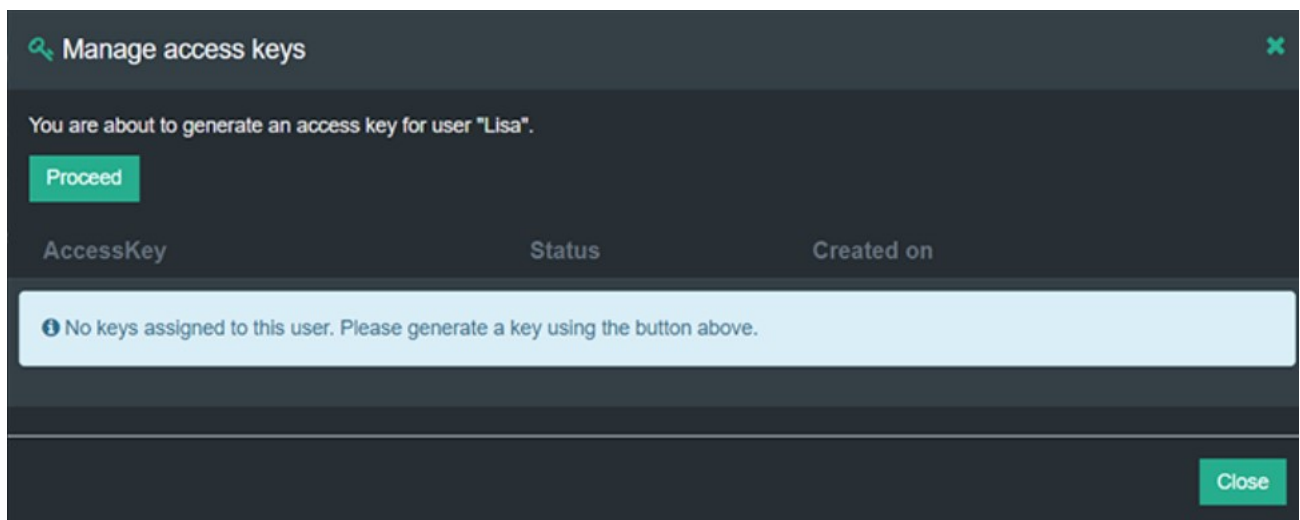 Manage access keys
You are about to generate an access key for user "Lisa".
Proceed
AccessKey Status Created on
No keys assigned to this user. Please generate a key using the button above.
Close